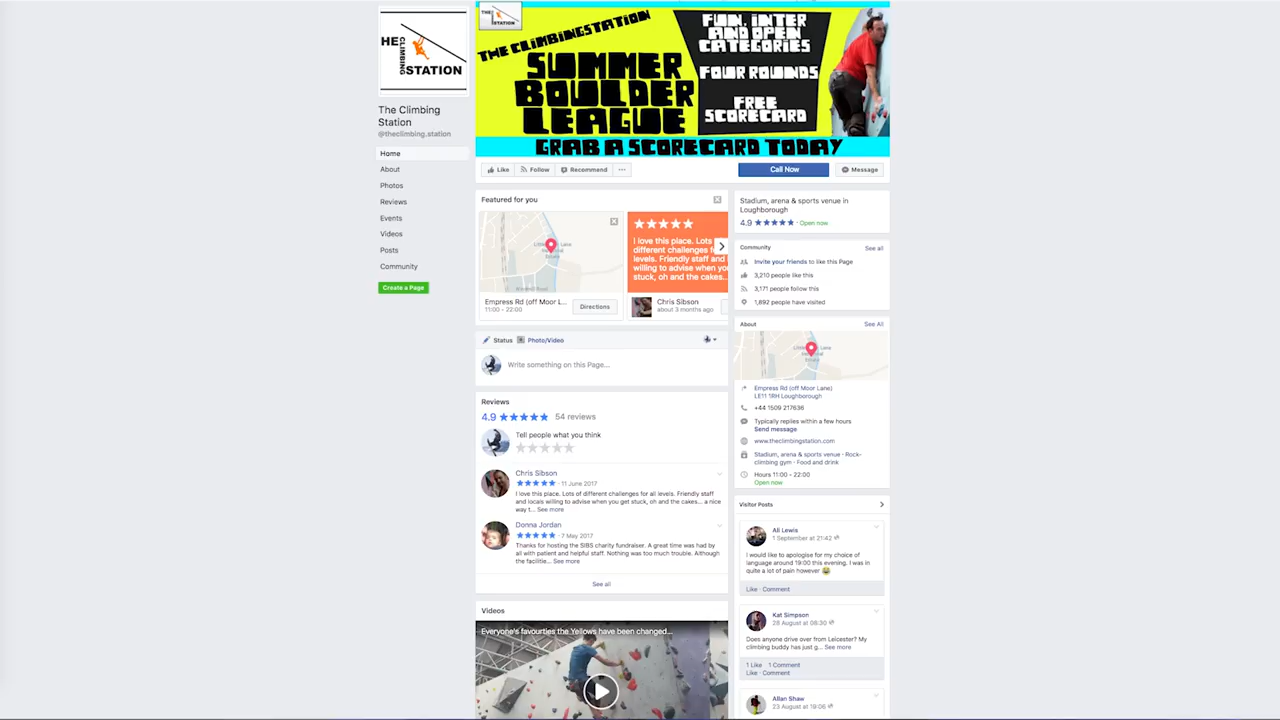 HE
CLIMBING
STATION
The Climbing
Station
@theclimbing.station
Home
About
Photos
Reviews
Events
Videos
Posts
Community
Create a Page
THE CLIMBINGSTATION
SUMMER
BOULDER
LEAGUE
FUN, INTER
AND OPEN
CATEGORIES
FOUR ROUNDS
FREE
SCORECARD
GRAB A SCORECARD TODAY
Like
Follow
Recommend
...
Call Now
Message
Featured for you
Empress Rd (off Moor L...
11:00 - 22:00
Directions
I love this place. Lots
different challenges fo
levels. Friendly staff and
willing to advise when you
stuck, oh and the cakes...
Chris Sibson
about 3 months ago
Status
Photo/Video
Write something on this Page...
Reviews
4.9
54 reviews
Tell people what you think
Chris Sibson
- 11 June 2017
I love this place. Lots of different challenges for all levels. Friendly staff
and locals willing to advise when you get stuck, oh and the cakes... a nice
way t... See more
Donna Jordan
- 7 May 2017
Thanks for hosting the SIBS charity fundraiser. A great time was had by
all with patient and helpful staff. Nothing was too much trouble. Although
the facilitie... See more
See all
Videos
Everyone's favourties the Yellows have been changed...
Stadium, arena & sports venue in
Loughborough
4.9 · Open now
Community
See all
Invite your friends to like this Page
3,210 people like this
3,171 people follow this
1,892 people have visited
About
See All
Empress Rd (off Moor Lane)
LE11 1RH Loughborough
+44 1509 217636
Typically replies within a few hours
Send message
www.theclimbingstation.com
Stadium, arena & sports venue · Rock-
climbing gym · Food and drink
Hours 11:00 - 22:00
Open now
Visitor Posts
Ali Lewis
1 September at 21:42
I would like to apologise for my choice of
language around 19:00 this evening. I was in
quite a lot of pain however 😂
Like · Comment
Kat Simpson
28 August at 08:30
Does anyone drive over from Leicester? My
climbing buddy has just g... See more
1 Like 1 Comment
Like · Comment
Allan Shaw
23 August at 19:06